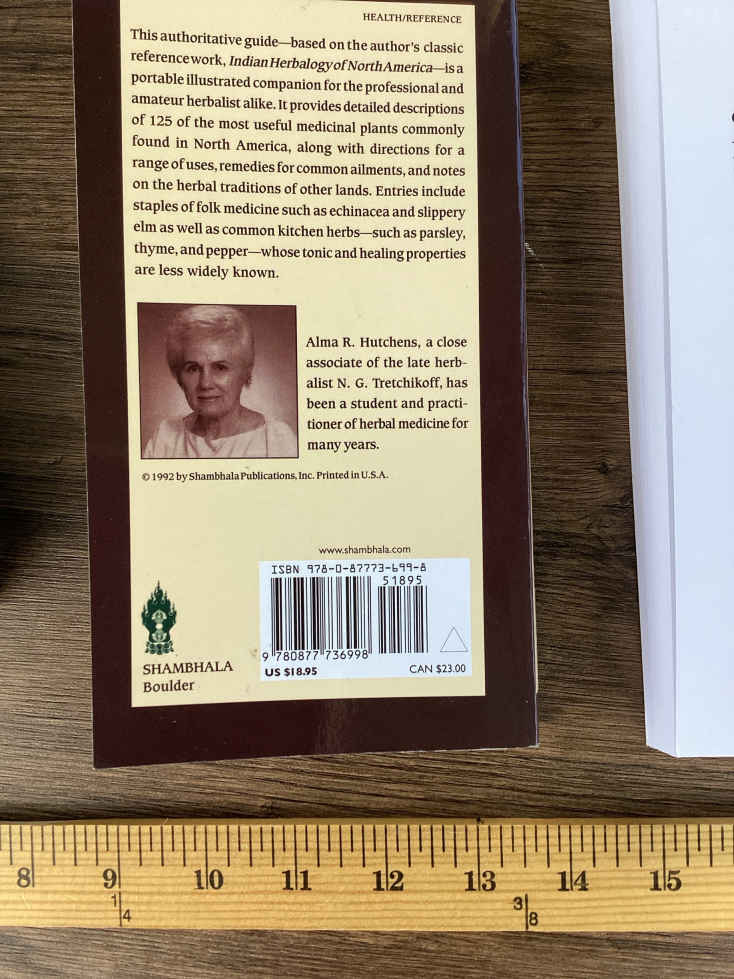 HEALTH/REFERENCE
This authoritative guide—based on the author's classic
reference work, Indian Herbalogy of North America—is a
portable illustrated companion for the professional and
amateur herbalist alike. It provides detailed descriptions
of 125 of the most useful medicinal plants commonly
found in North America, along with directions for a
range of uses, remedies for common ailments, and notes
on the herbal traditions of other lands. Entries include
staples of folk medicine such as echinacea and slippery
elm as well as common kitchen herbs—such as parsley,
thyme, and pepper—whose tonic and healing properties
are less widely known.
Alma R. Hutchens, a close
associate of the late herb-
alist N. G. Tretchikoff, has
been a student and practi-
tioner of herbal medicine for
many years.
© 1992 by Shambhala Publications, Inc. Printed in U.S.A.
www.shambhala.com
ISBN 978-0-87773-699-8
51895
9 780877 736998
US $18.95 CAN $23.00
SHAMBHALA
Boulder
8 9 10 11 12 13 14 15
1/4 3/8